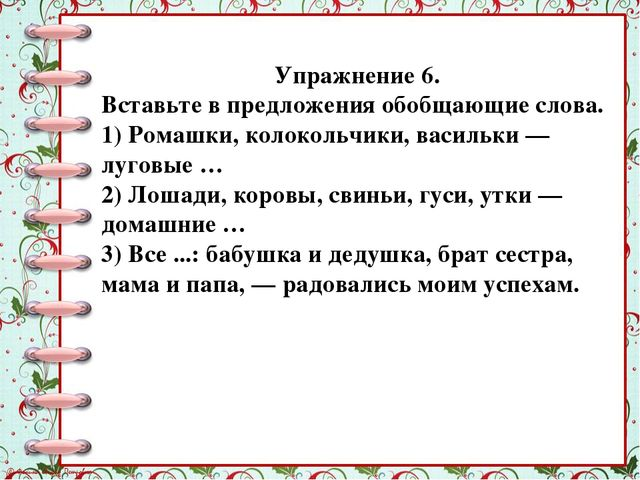 Упражнение 6.
Вставьте в предложения обобщающие слова.
1) Ромашки, колокольчики, васильки —
луговые …
2) Лошади, коровы, свиньи, гуси, утки —
домашние …
3) Все ...: бабушка и дедушка, брат сестра,
мама и папа, — радовались моим успехам.